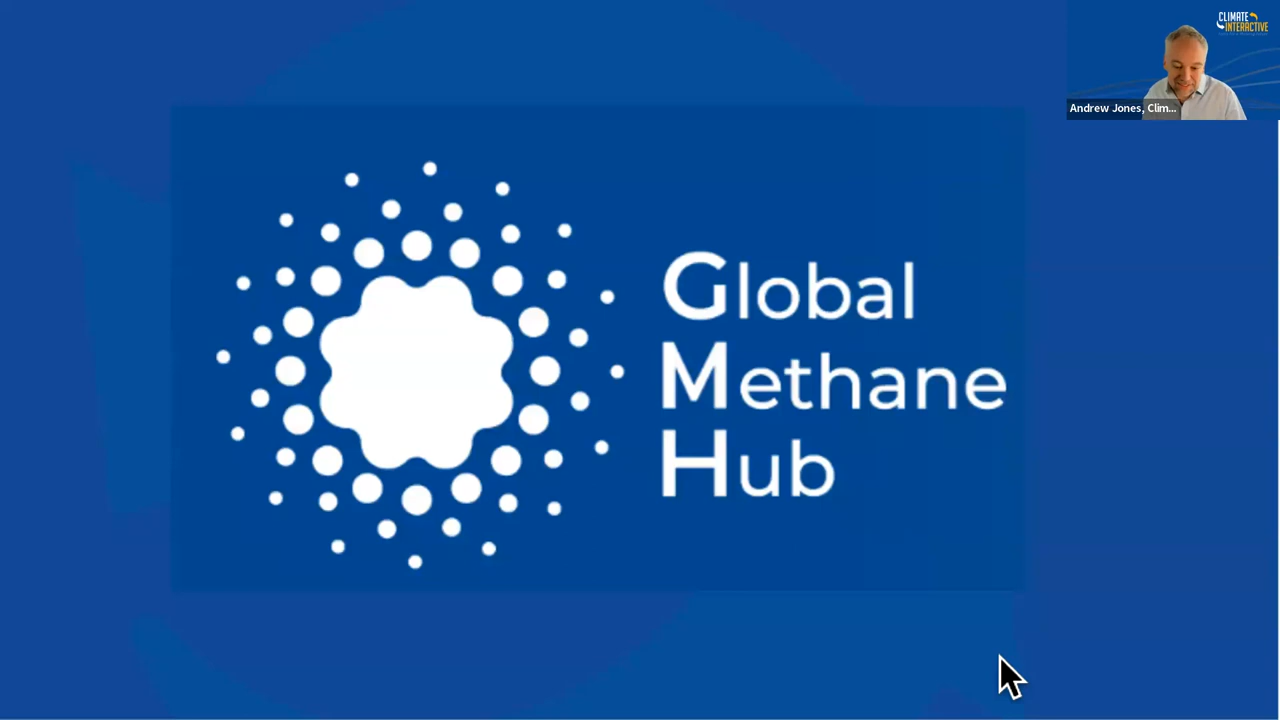 CLIMATE
INTERACTIVE
Andrew Jones, Clim...
Global
Methane
Hub